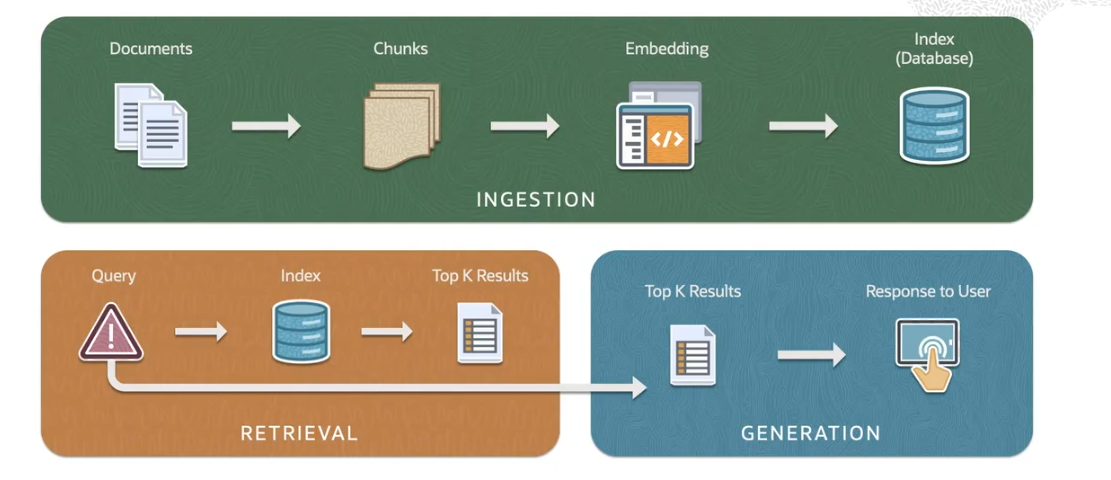 Documents
Chunks
Embedding
Index
(Database)
</>
INGESTION
Query
Index
Top K Results
!
RETRIEVAL
Top K Results
Response to User
GENERATION